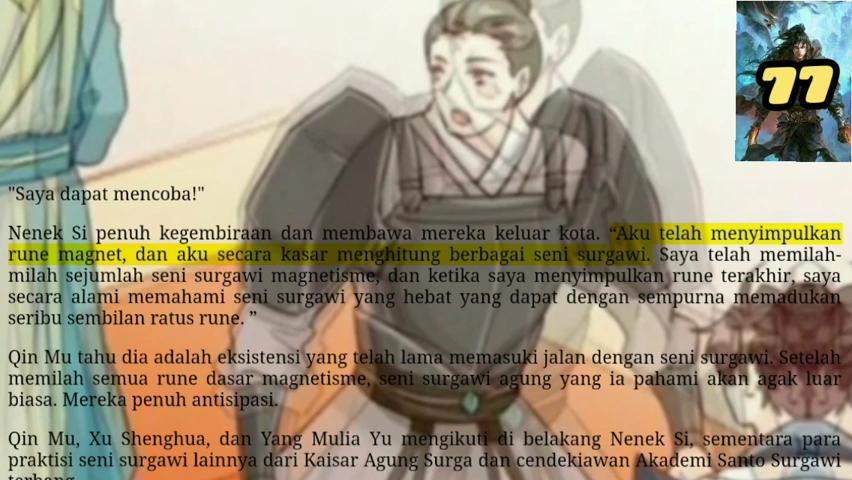 77
"Saya dapat mencoba!"
Nenek Si penuh kegembiraan dan membawa mereka keluar kota. “Aku telah menyimpulkan
rune magnet, dan aku secara kasar menghitung berbagai seni surgawi. Saya telah memilah-
milah sejumlah seni surgawi magnetisme, dan ketika saya menyimpulkan rune terakhir, saya
secara alami memahami seni surgawi yang hebat yang dapat dengan sempurna memadukan
seribu sembilan ratus rune. ”
Qin Mu tahu dia adalah eksistensi yang telah lama memasuki jalan dengan seni surgawi. Setelah
memilah semua rune dasar magnetisme, seni surgawi agung yang ia pahami akan agak luar
biasa. Mereka penuh antisipasi.
Qin Mu, Xu Shenghua, dan Yang Mulia Yu mengikuti di belakang Nenek Si, sementara para
praktisi seni surgawi lainnya dari Kaisar Agung Surga dan cendekiawan Akademi Santo Surgawi
terbang